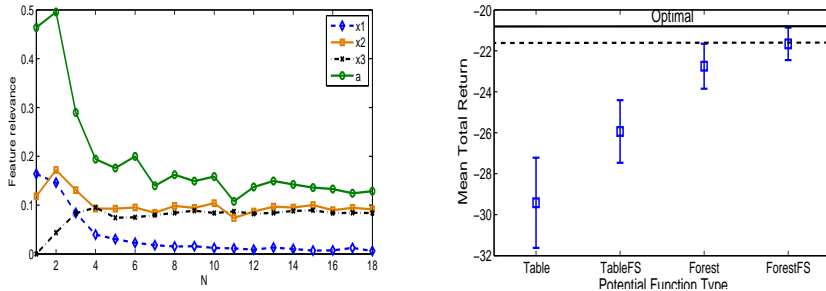 0.5
0.4
0.3
0.2
0.1
0
2 4 6 8 10 12 14 16 18
N
Feature relevance
x1
x2
x3
a
−20
−22
−24
−26
−28
−30
−32
Mean Total Return
Optimal
Table TableFS Forest ForestFS
Potential Function Type